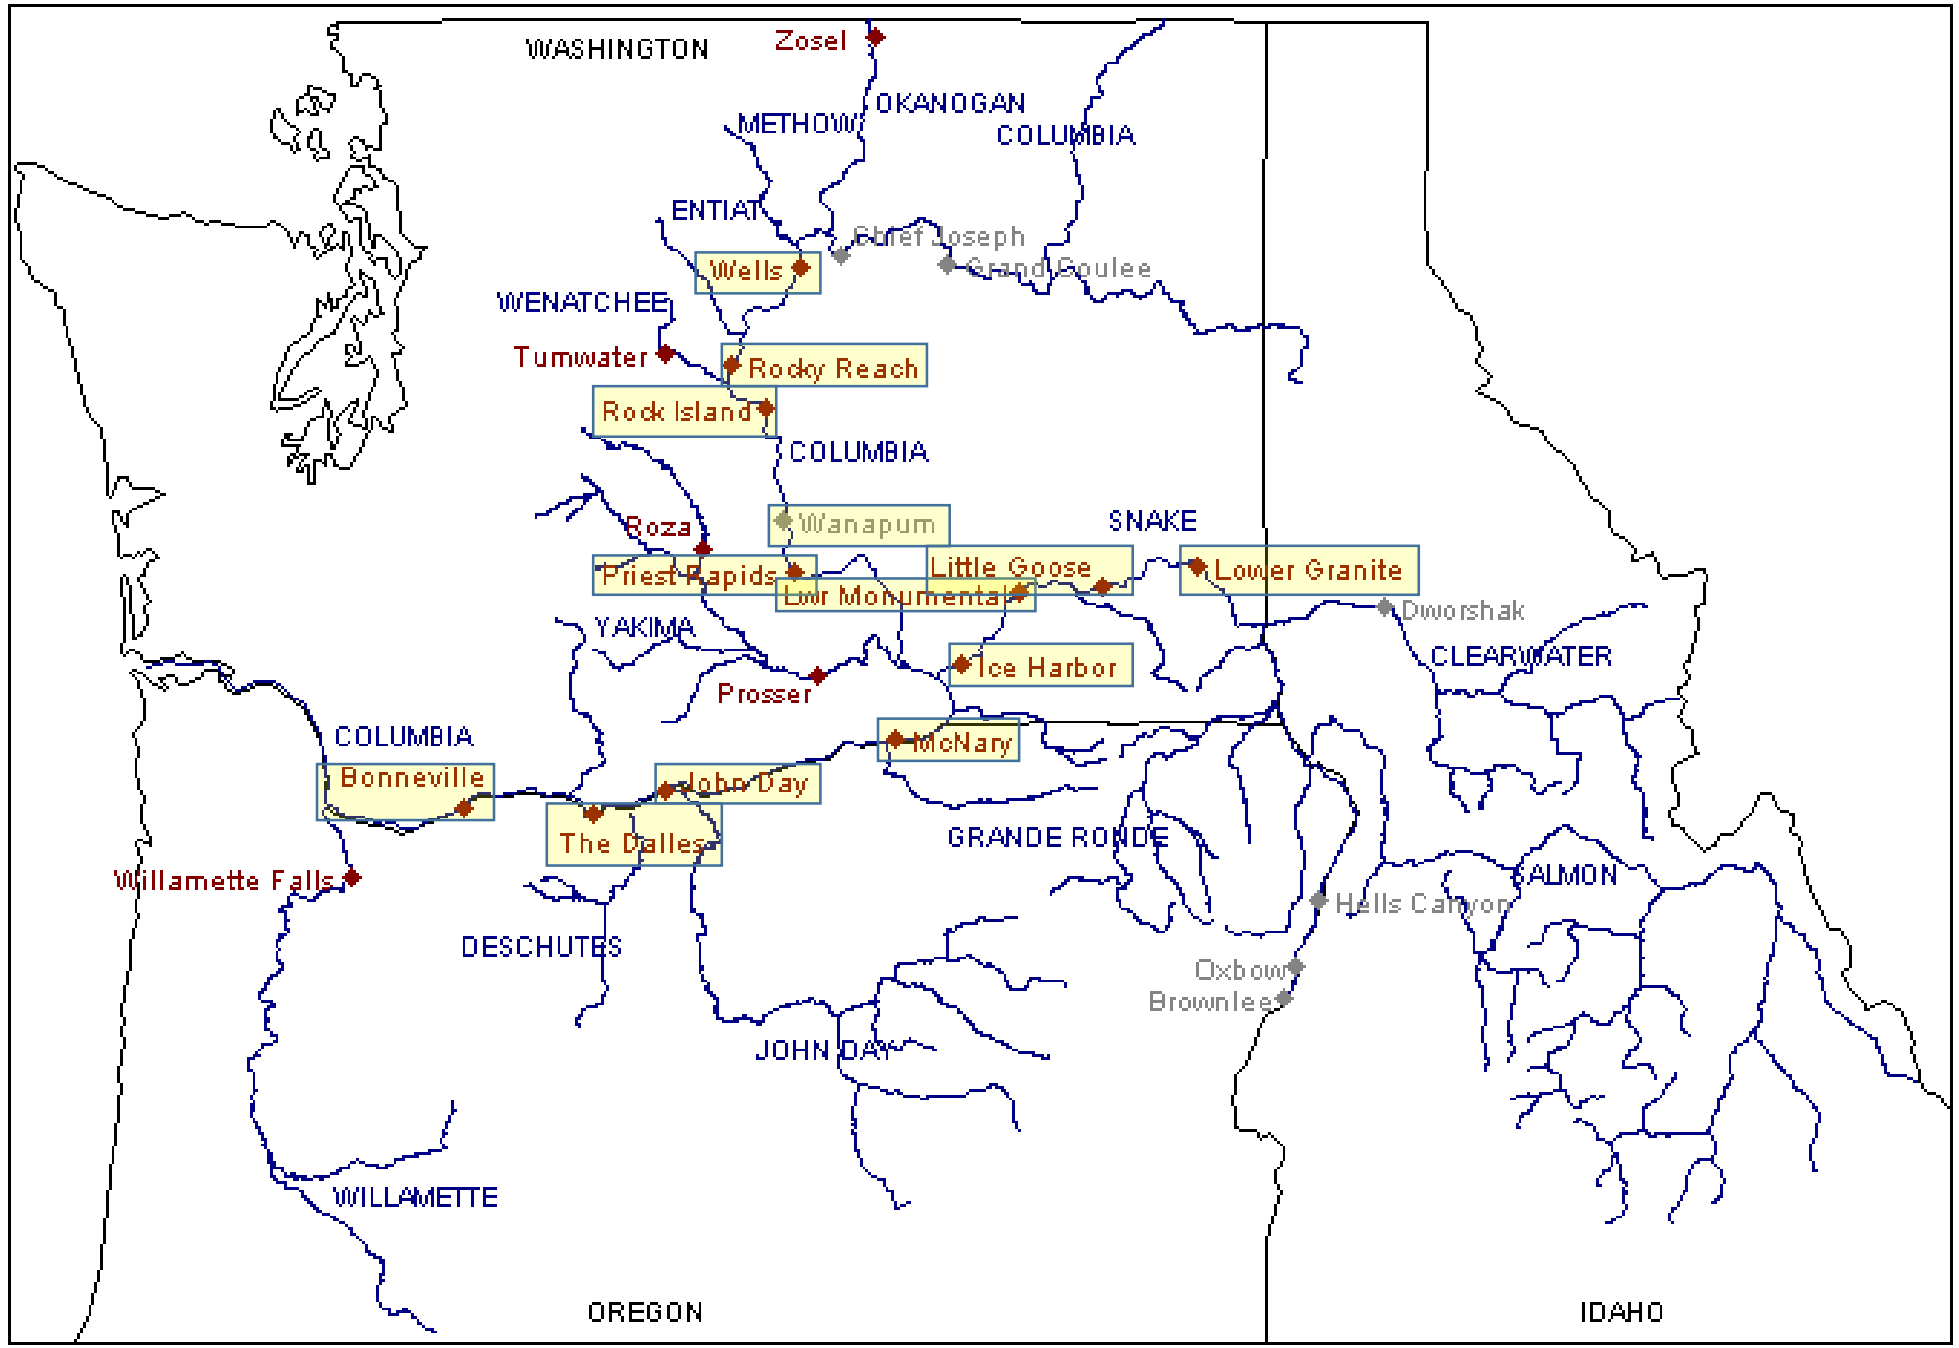 WASHINGTON
Zosel
OKANOGAN
METHOW
COLUMBIA
ENTIAT
Chief Joseph
Wells
Grand Coulee
WENATCHEE
Tumwater
Rocky Reach
Rock Island
COLUMBIA
Wanapum
SNAKE
Roza
Priest Rapids
Little Goose
Lower Granite
Lwr Monumental
Dworshak
YAKIMA
CLEARWATER
Ice Harbor
Prosser
COLUMBIA
McNary
Bonneville
John Day
The Dalles
GRANDE RONDE
Willamette Falls
SALMON
Hells Canyon
DESCHUTES
Oxbow
Brownlee
JOHN DAY
WILLAMETTE
OREGON
IDAHO